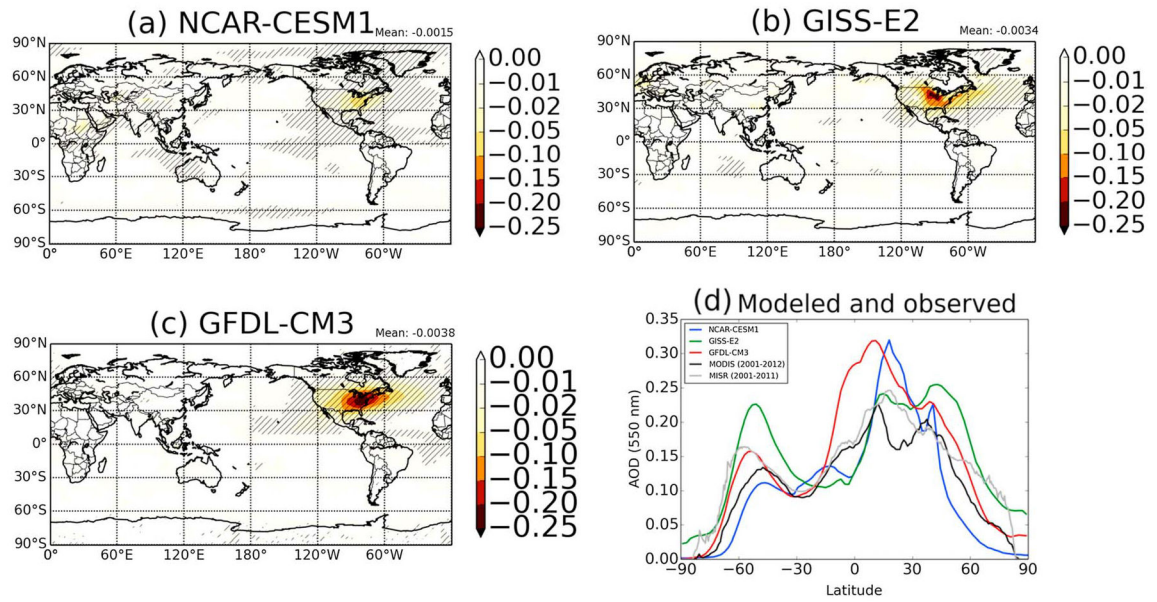 (a) NCAR-CESM1
Mean: -0.0015
90°N
60°N
30°N
0°
30°S
60°S
90°S
0°
60°E
120°E
180°
120°W
60°W
0.00
−0.01
−0.02
−0.05
−0.10
−0.15
−0.20
−0.25
(b) GISS-E2
Mean: -0.0034
90°N
60°N
30°N
0°
30°S
60°S
90°S
0°
60°E
120°E
180°
120°W
60°W
0.00
−0.01
−0.02
−0.05
−0.10
−0.15
−0.20
−0.25
(c) GFDL-CM3
Mean: -0.0038
90°N
60°N
30°N
0°
30°S
60°S
90°S
0°
60°E
120°E
180°
120°W
60°W
0.00
−0.01
−0.02
−0.05
−0.10
−0.15
−0.20
−0.25
(d) Modeled and observed
NCAR-CESM1
GISS-E2
GFDL-CM3
MODIS (2001-2012)
MISR (2001-2011)
AOD (550 nm)
0.35
0.30
0.25
0.20
0.15
0.10
0.05
0.00
−90
−60
−30
0
30
60
90
Latitude